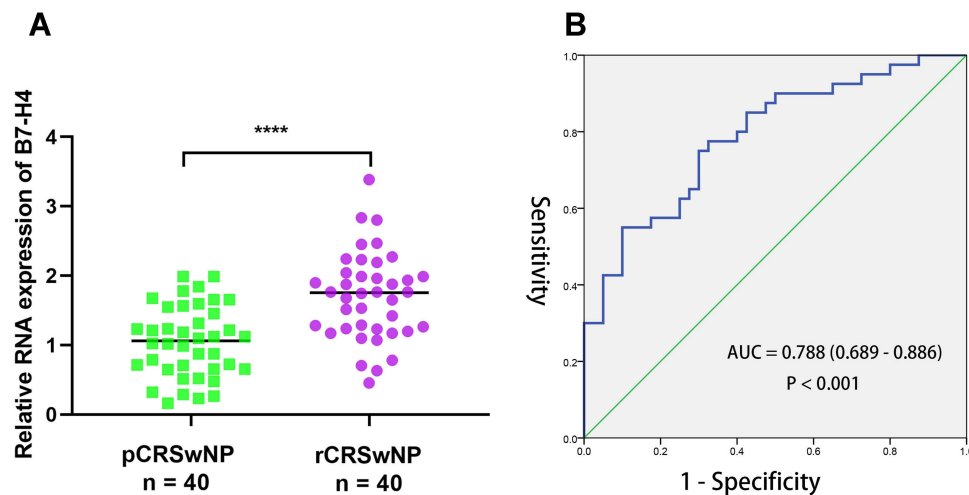 A
Relative RNA expression of B7-H4
4
3
2
1
0
****
pCRSwNP
n = 40
rCRSwNP
n = 40
B
Sensitivity
1.0
0.8
0.6
0.4
0.2
0.0
AUC = 0.788 (0.689 - 0.886)
P < 0.001
0.0 0.2 0.4 0.6 0.8 1.0
1 - Specificity